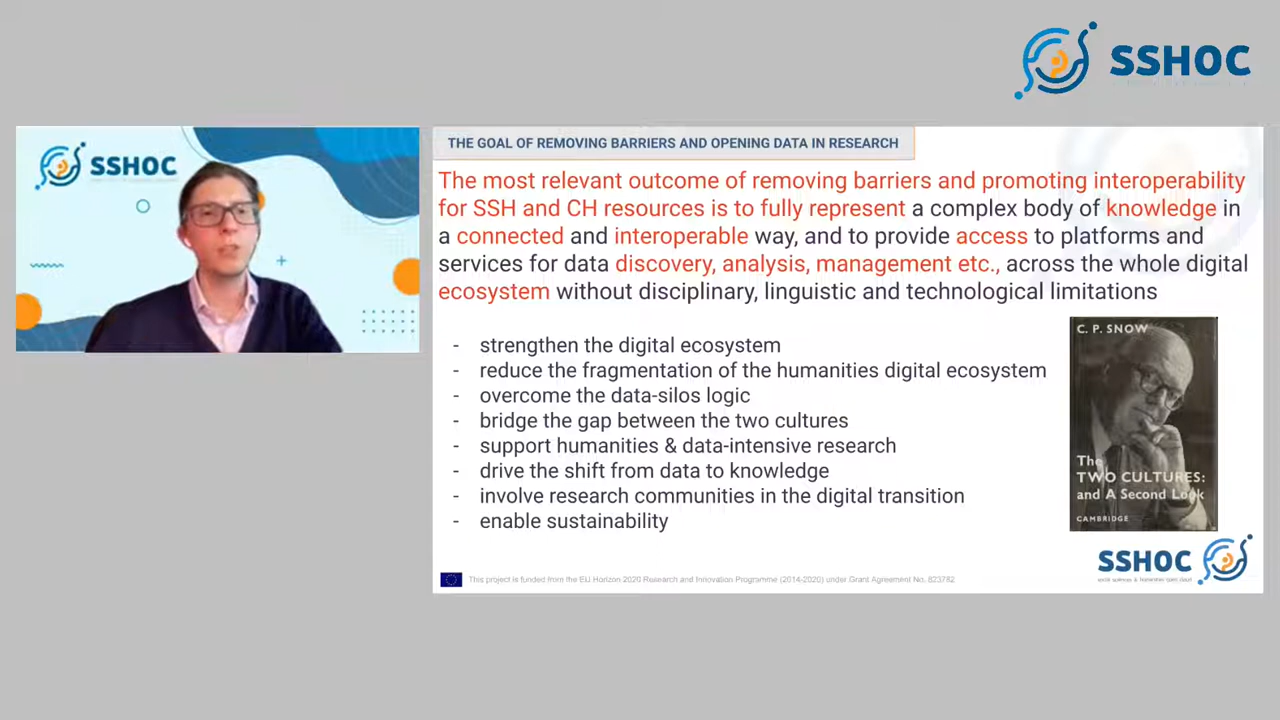 SSHOC
SSHOC
THE GOAL OF REMOVING BARRIERS AND OPENING DATA IN RESEARCH
The most relevant outcome of removing barriers and promoting interoperability
for SSH and CH resources is to fully represent a complex body of knowledge in
a connected and interoperable way, and to provide access to platforms and
services for data discovery, analysis, management etc., across the whole digital
ecosystem without disciplinary, linguistic and technological limitations
- strengthen the digital ecosystem
- reduce the fragmentation of the humanities digital ecosystem
- overcome the data-silos logic
- bridge the gap between the two cultures
- support humanities & data-intensive research
- drive the shift from data to knowledge
- involve research communities in the digital transition
- enable sustainability
C. P. SNOW
The
TWO CULTURES:
and A Second Look
CAMBRIDGE
SSHOC
social sciences & humanities open cloud
This project is funded from the EU Horizon 2020 Research and Innovation Programme (2014-2020) under Grant Agreement No. 823782